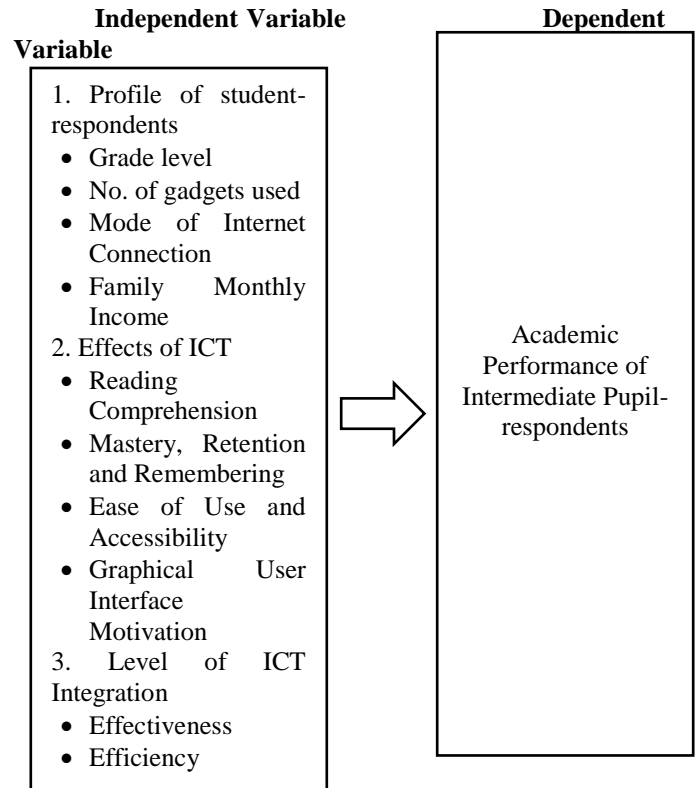 Independent Variable Dependent
Variable
1. Profile of student-
respondents
• Grade level
• No. of gadgets used
• Mode of Internet
Connection
• Family Monthly
Income
2. Effects of ICT
• Reading
Comprehension
• Mastery, Retention
and Remembering
• Ease of Use and
Accessibility
• Graphical User
Interface
Motivation
3. Level of ICT
Integration
• Effectiveness
• Efficiency
Academic
Performance of
Intermediate Pupil-
respondents